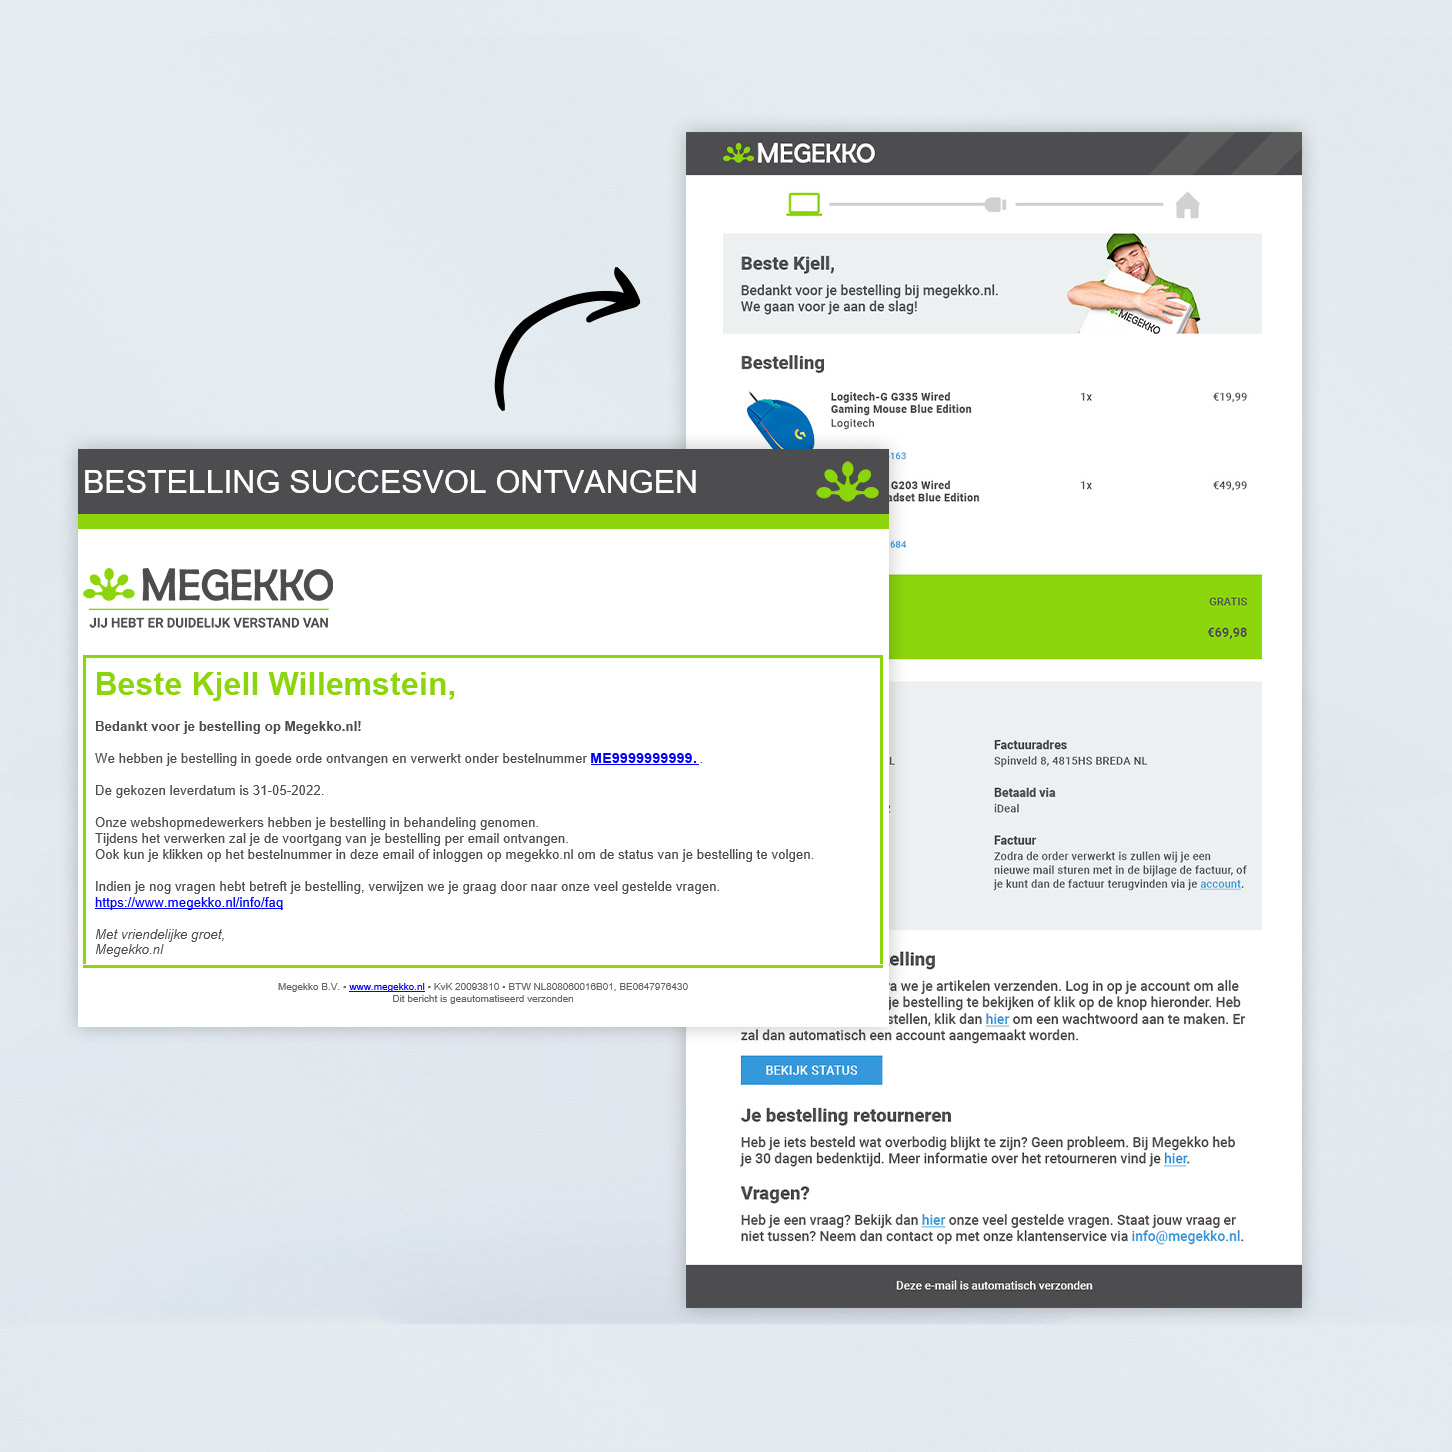 MEGEKKO
Beste Kjell,
Bedankt voor je bestelling bij megekko.nl.
We gaan voor je aan de slag!
MEGEKKO
Bestelling
Logitech-G G335 Wired
Gaming Mouse Blue Edition
Logitech
1x
€19,99
163
G203 Wired
dset Blue Edition
1x
€49,99
684
GRATIS
€69,98
Factuuradres
Spinveld 8, 4815HS BREDA NL
L
Betaald via
iDeal
Factuur
Zodra de order verwerkt is zullen wij je een
nieuwe mail sturen met in de bijlage de factuur, of
je kunt dan de factuur terugvinden via je account.
elling
a we je artikelen verzenden. Log in op je account om alle
je bestelling te bekijken of klik op de knop hieronder. Heb
stellen, klik dan hier om een wachtwoord aan te maken. Er
zal dan automatisch een account aangemaakt worden.
BEKIJK STATUS
Je bestelling retourneren
Heb je iets besteld wat overbodig blijkt te zijn? Geen probleem. Bij Megekko heb
je 30 dagen bedenktijd. Meer informatie over het retourneren vind je hier.
Vragen?
Heb je een vraag? Bekijk dan hier onze veel gestelde vragen. Staat jouw vraag er
niet tussen? Neem dan contact op met onze klantenservice via info@megekko.nl.
Deze e-mail is automatisch verzonden
BESTELLING SUCCESVOL ONTVANGEN
MEGEKKO
JIJ HEBT ER DUIDELIJK VERSTAND VAN
Beste Kjell Willemstein,
Bedankt voor je bestelling op Megekko.nl!
We hebben je bestelling in goede orde ontvangen en verwerkt onder bestelnummer ME9999999999. .
De gekozen leverdatum is 31-05-2022.
Onze webshopmedewerkers hebben je bestelling in behandeling genomen.
Tijdens het verwerken zal je de voortgang van je bestelling per email ontvangen.
Ook kun je klikken op het bestelnummer in deze email of inloggen op megekko.nl om de status van je bestelling te volgen.
Indien je nog vragen hebt betreft je bestelling, verwijzen we je graag door naar onze veel gestelde vragen.
https://www.megekko.nl/info/faq
Met vriendelijke groet,
Megekko.nl
Megekko B.V. • www.megekko.nl • KvK 20093810 • BTW NL808060016B01, BE0647976430
Dit bericht is geautomatiseerd verzonden